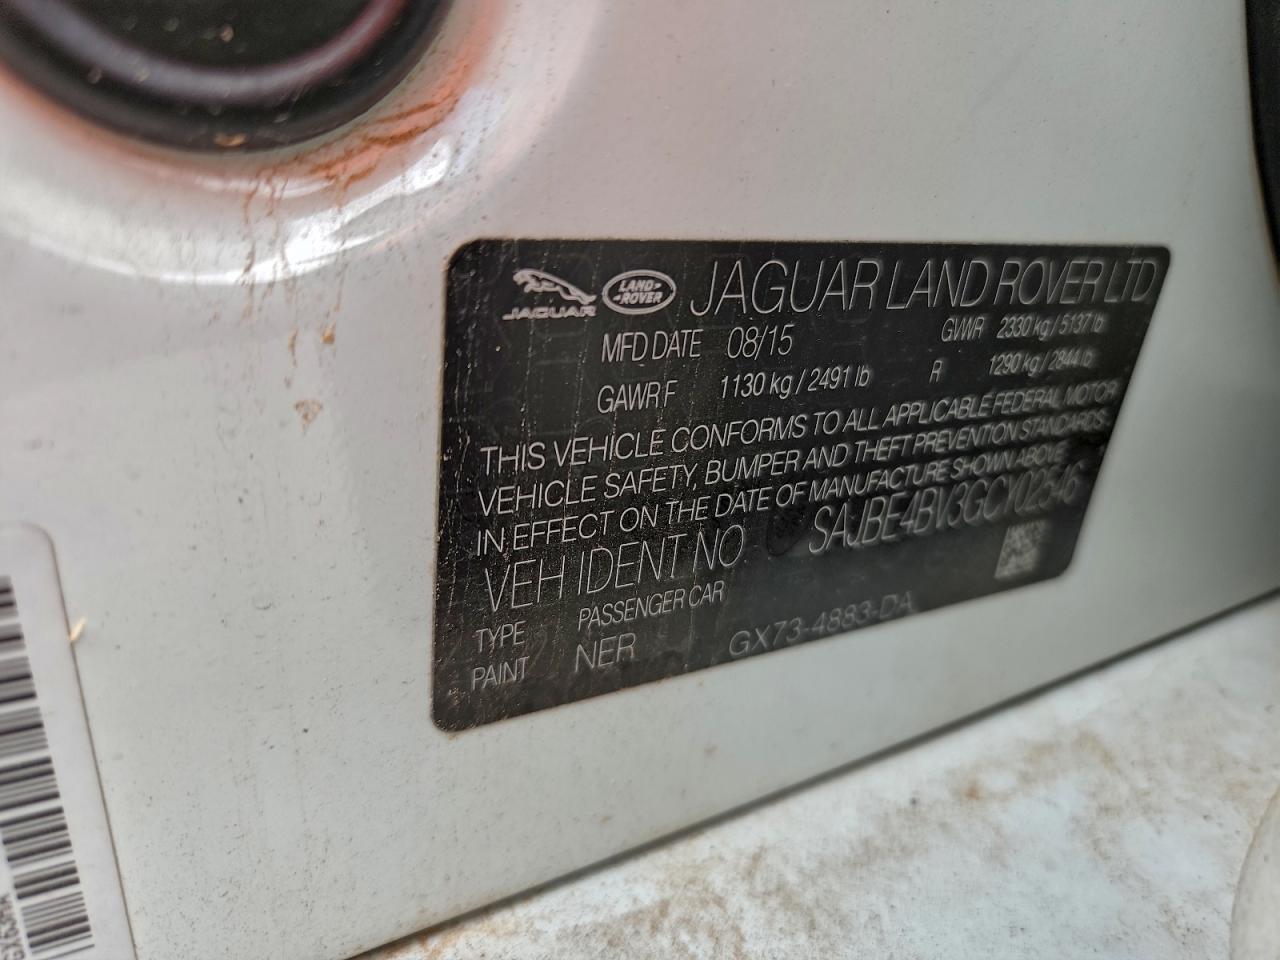 JAGUAR LAND-ROVER JAGUAR LAND ROVER LTD
MFD DATE 08/15 GVWR 2330 kg / 5137 lb
GAWR F 1130 kg / 2491 lb R 1290 kg / 2844 lb
THIS VEHICLE CONFORMS TO ALL APPLICABLE FEDERAL MOTOR
VEHICLE SAFETY, BUMPER AND THEFT PREVENTION STANDARDS
IN EFFECT ON THE DATE OF MANUFACTURE SHOWN ABOVE
VEH IDENT NO SAJBE4BV3GCY02546
TYPE PASSENGER CAR
PAINT NER GX73-4883-DA